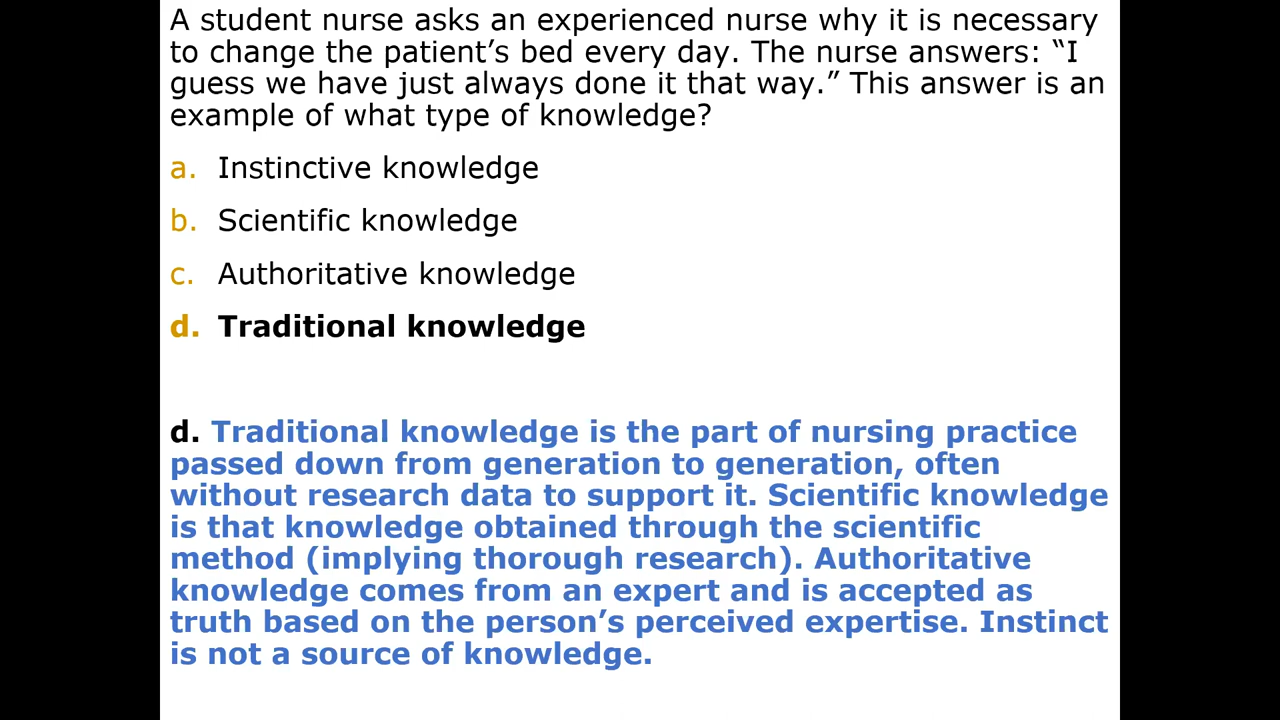 A student nurse asks an experienced nurse why it is necessary
to change the patient’s bed every day. The nurse answers: “I
guess we have just always done it that way.” This answer is an
example of what type of knowledge?
a. Instinctive knowledge
b. Scientific knowledge
c. Authoritative knowledge
d. Traditional knowledge
d. Traditional knowledge is the part of nursing practice
passed down from generation to generation, often
without research data to support it. Scientific knowledge
is that knowledge obtained through the scientific
method (implying thorough research). Authoritative
knowledge comes from an expert and is accepted as
truth based on the person’s perceived expertise. Instinct
is not a source of knowledge.